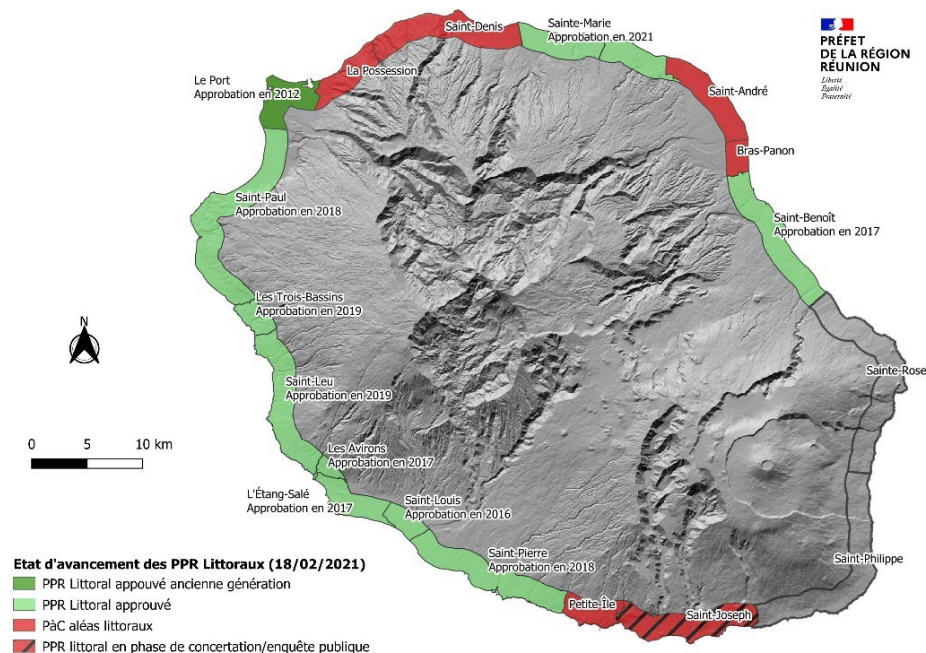 Saint-Denis
Sainte-Marie
Approbation en 2021
PRÉFET
DE LA RÉGION
RÉUNION
Liberté
Égalité
Fraternité
La Possession
Le Port
Approbation en 2012
Saint-André
Bras-Panon
Saint-Paul
Approbation en 2018
Saint-Benoît
Approbation en 2017
Les Trois-Bassins
Approbation en 2019
N
Sainte-Rose
Saint-Leu
Approbation en 2019
0 5 10 km
Les Avirons
Approbation en 2017
L'Étang-Salé
Approbation en 2017
Saint-Louis
Approbation en 2016
Saint-Pierre
Approbation en 2018
Saint-Philippe
Petite-Île
Saint-Joseph
Etat d'avancement des PPR Littoraux (18/02/2021)
PPR Littoral appouvé ancienne génération
PPR Littoral approuvé
PàC aléas littoraux
PPR littoral en phase de concertation/enquête publique